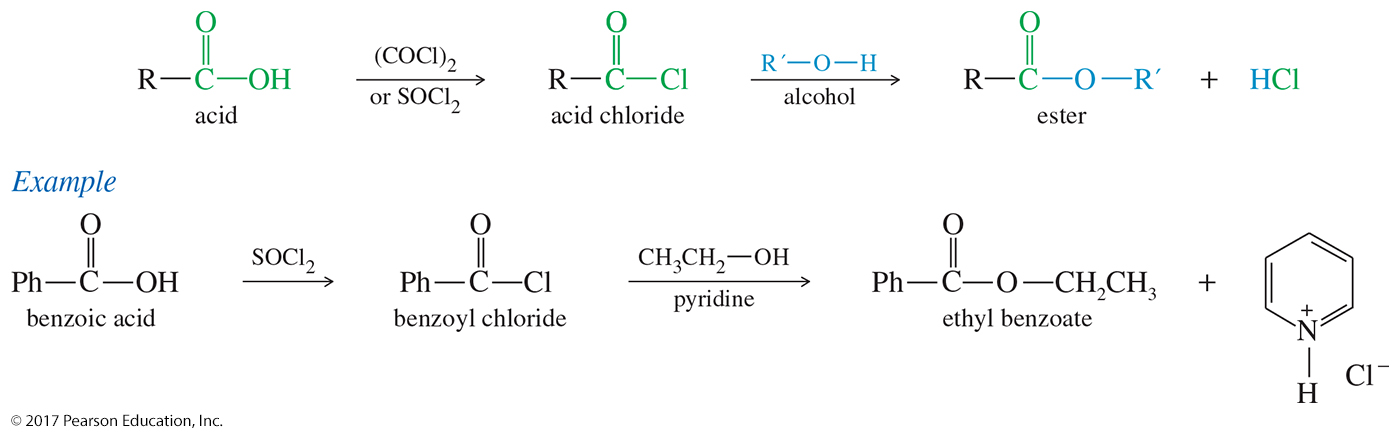 O O O
R—C—OH (COCl)₂ or SOCl₂ R—C—Cl R′—O—H alcohol R—C—O—R′ + HCl
acid acid chloride ester
Example
O O O
Ph—C—OH SOCl₂ Ph—C—Cl CH₃CH₂—OH pyridine Ph—C—O—CH₂CH₃ + N⁺
benzoic acid benzoyl chloride ethyl benzoate
H Cl⁻
© 2017 Pearson Education, Inc.